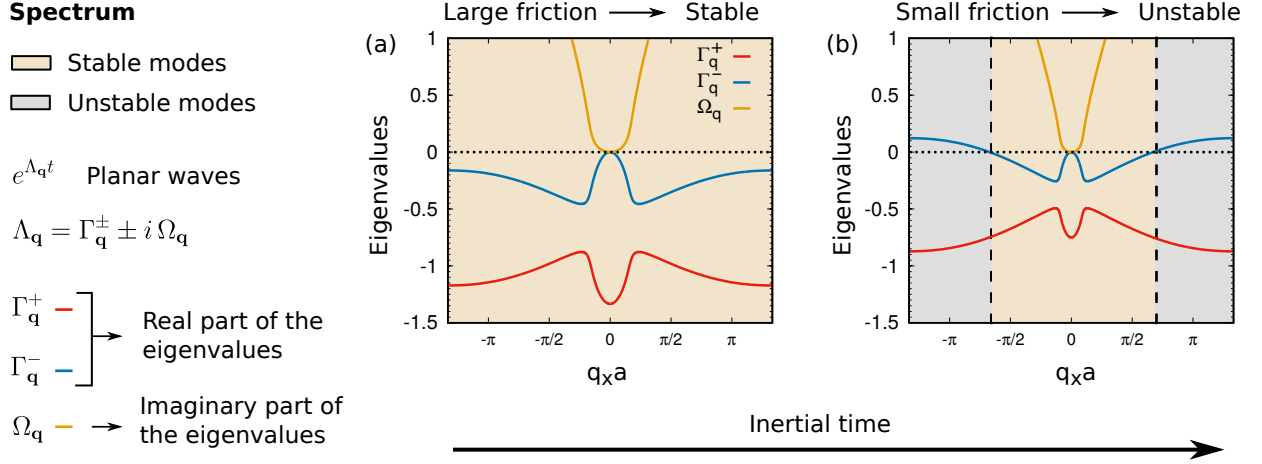 Spectrum
Stable modes
Unstable modes
e^{Λ_q t} Planar waves
Λ_q = Γ_q^± ± i Ω_q
Γ_q^+
Γ_q^-
Real part of the
eigenvalues
Ω_q
Imaginary part of
the eigenvalues
Large friction → Stable
(a)
Γ_q^+
Γ_q^-
Ω_q
Eigenvalues
1
0.5
0
-0.5
-1
-1.5
-π -π/2 0 π/2 π
q_x a
Small friction → Unstable
(b)
Eigenvalues
1
0.5
0
-0.5
-1
-1.5
-π -π/2 0 π/2 π
q_x a
Inertial time